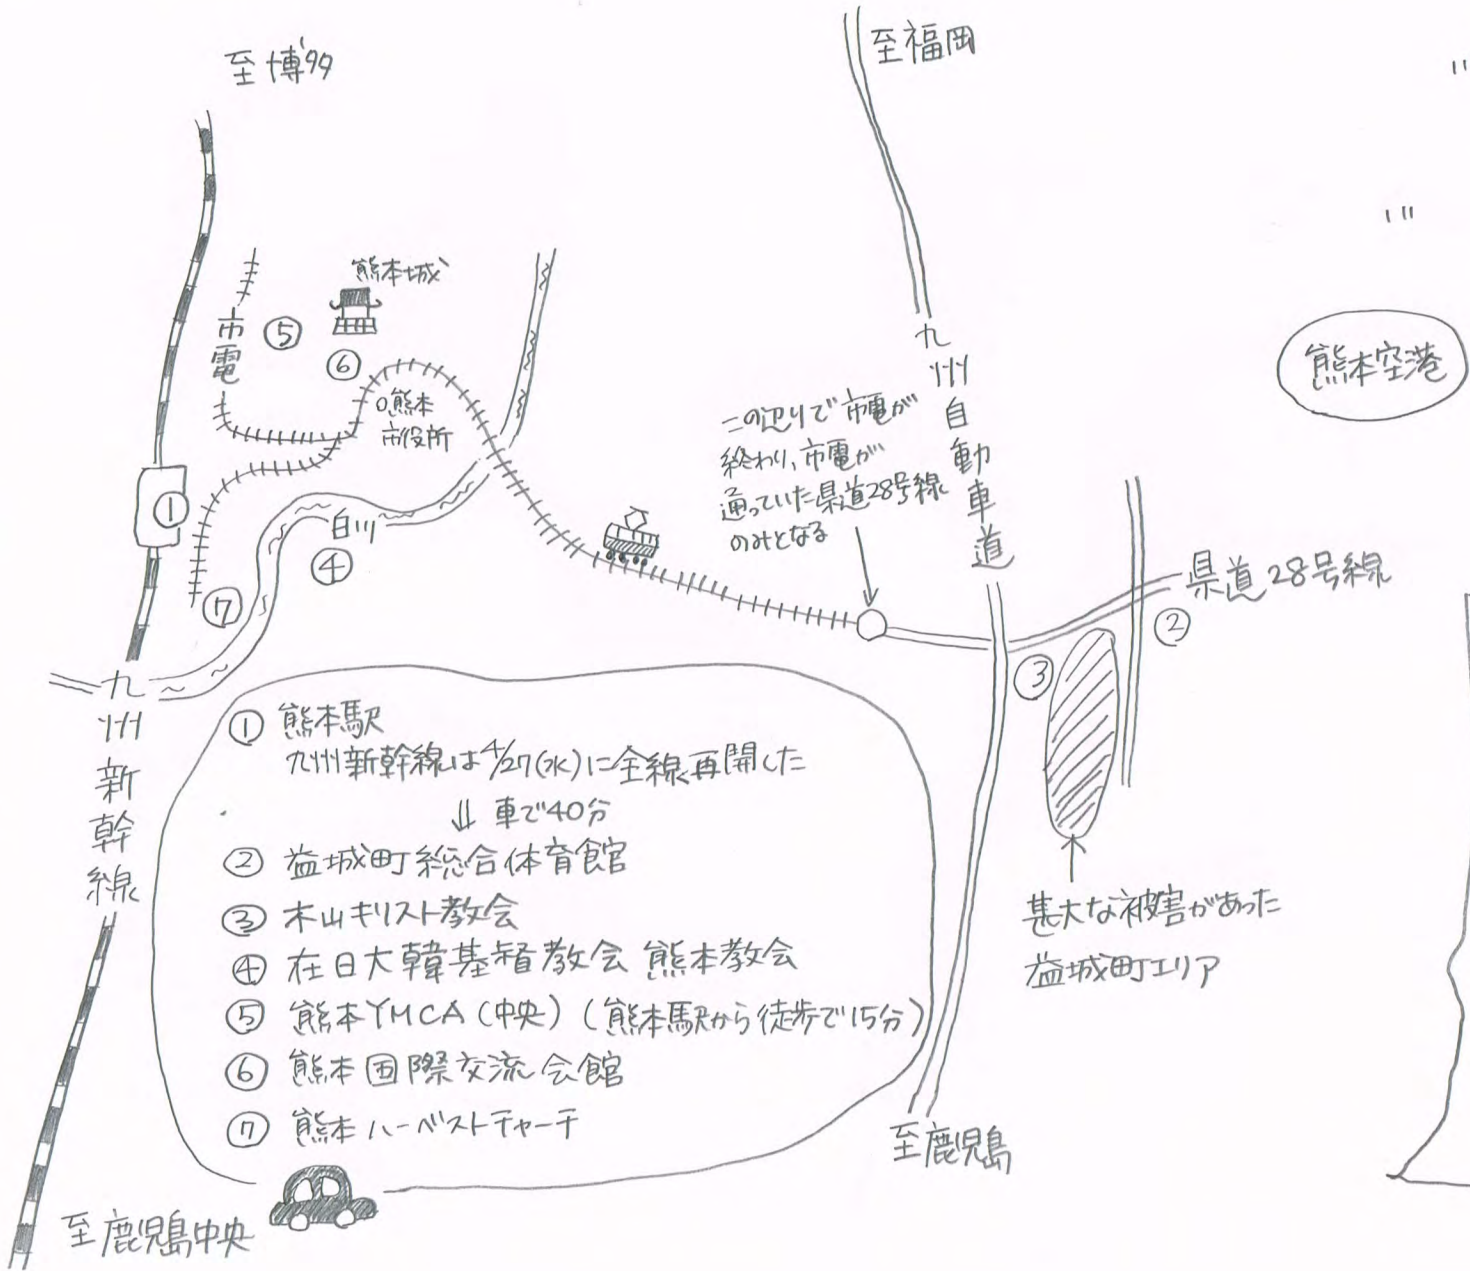 至博多
至福岡
熊本城
市電
⑤
⑥
○熊本
市役所
九州自動車道
熊本空港
この辺りで市電が
終わり、市電が
通っていた県道28号線
のみとなる
①
白川
④
⑦
県道28号線
②
③
九州新幹線
① 熊本駅
九州新幹線は4/27(水)に全線再開した
⇓ 車で40分
② 益城町総合体育館
③ 木山キリスト教会
④ 在日大韓基督教会 熊本教会
⑤ 熊本YMCA(中央)(熊本駅から徒歩で15分)
⑥ 熊本国際交流会館
⑦ 熊本ハーベストチャーチ
甚大な被害があった
益城町エリア
至鹿児島
至鹿児島中央